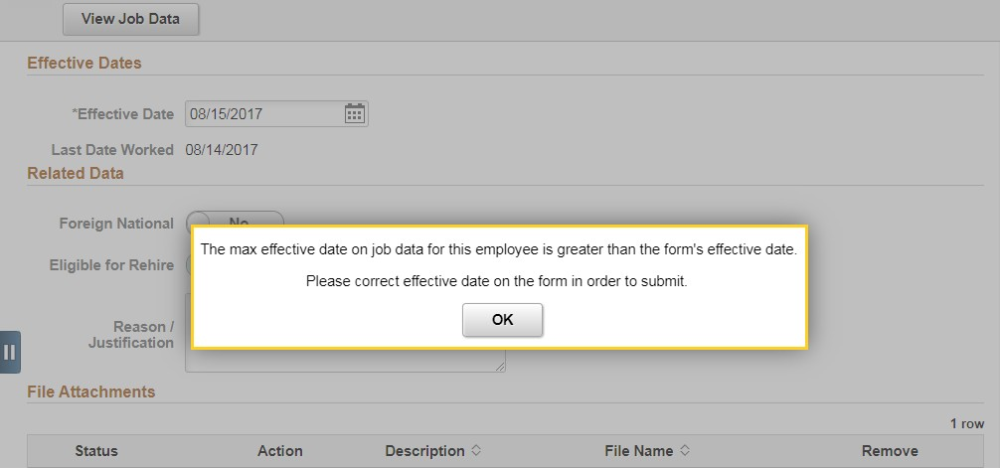 View Job Data
Effective Dates
*Effective Date 08/15/2017
Last Date Worked 08/14/2017
Related Data
Foreign National No
The max effective date on job data for this employee is greater than the form's effective date.
Eligible for Rehire
Please correct effective date on the form in order to submit.
OK
Reason /
Justification
File Attachments
1 row
Status Action Description File Name Remove